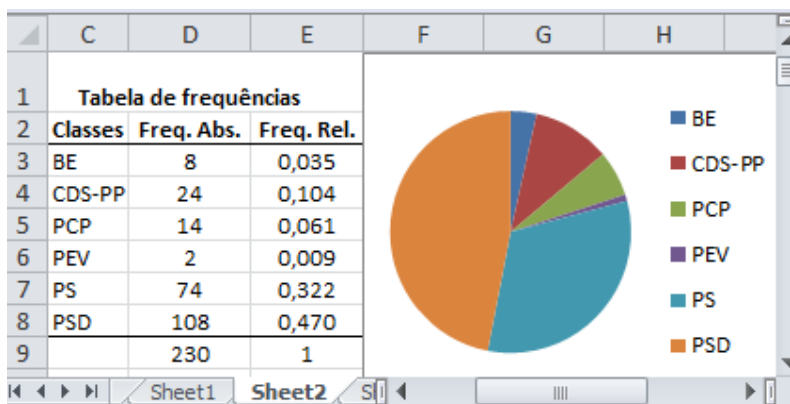 C D E F G H
1 Tabela de frequências
2 Classes Freq. Abs. Freq. Rel.
3 BE 8 0,035
4 CDS-PP 24 0,104
5 PCP 14 0,061
6 PEV 2 0,009
7 PS 74 0,322
8 PSD 108 0,470
9 230 1
BE
CDS-PP
PCP
PEV
PS
PSD
Sheet1 Sheet2